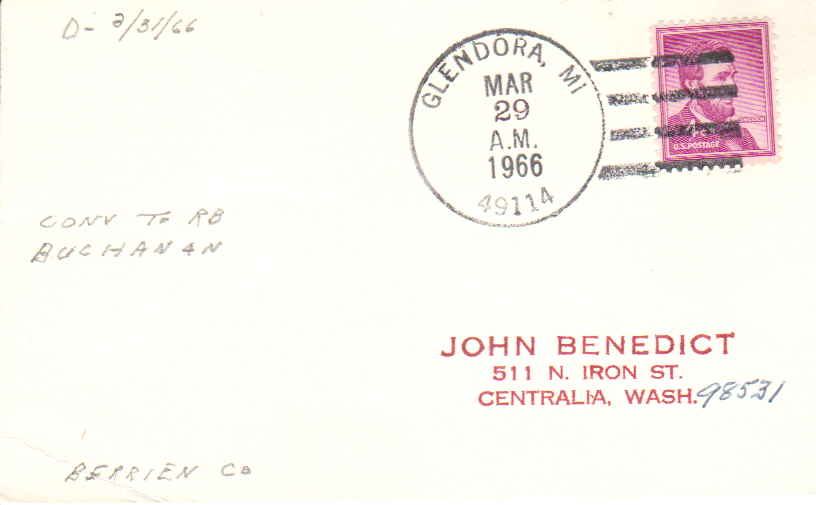 D- 3/31/66
GLENDORA, MI
MAR
29
A.M.
1966
49114
U.S. POSTAGE
CONV TO RB
BUCHANAN
JOHN BENEDICT
511 N. IRON ST.
CENTRALIA, WASH. 98531
BERRIEN Co